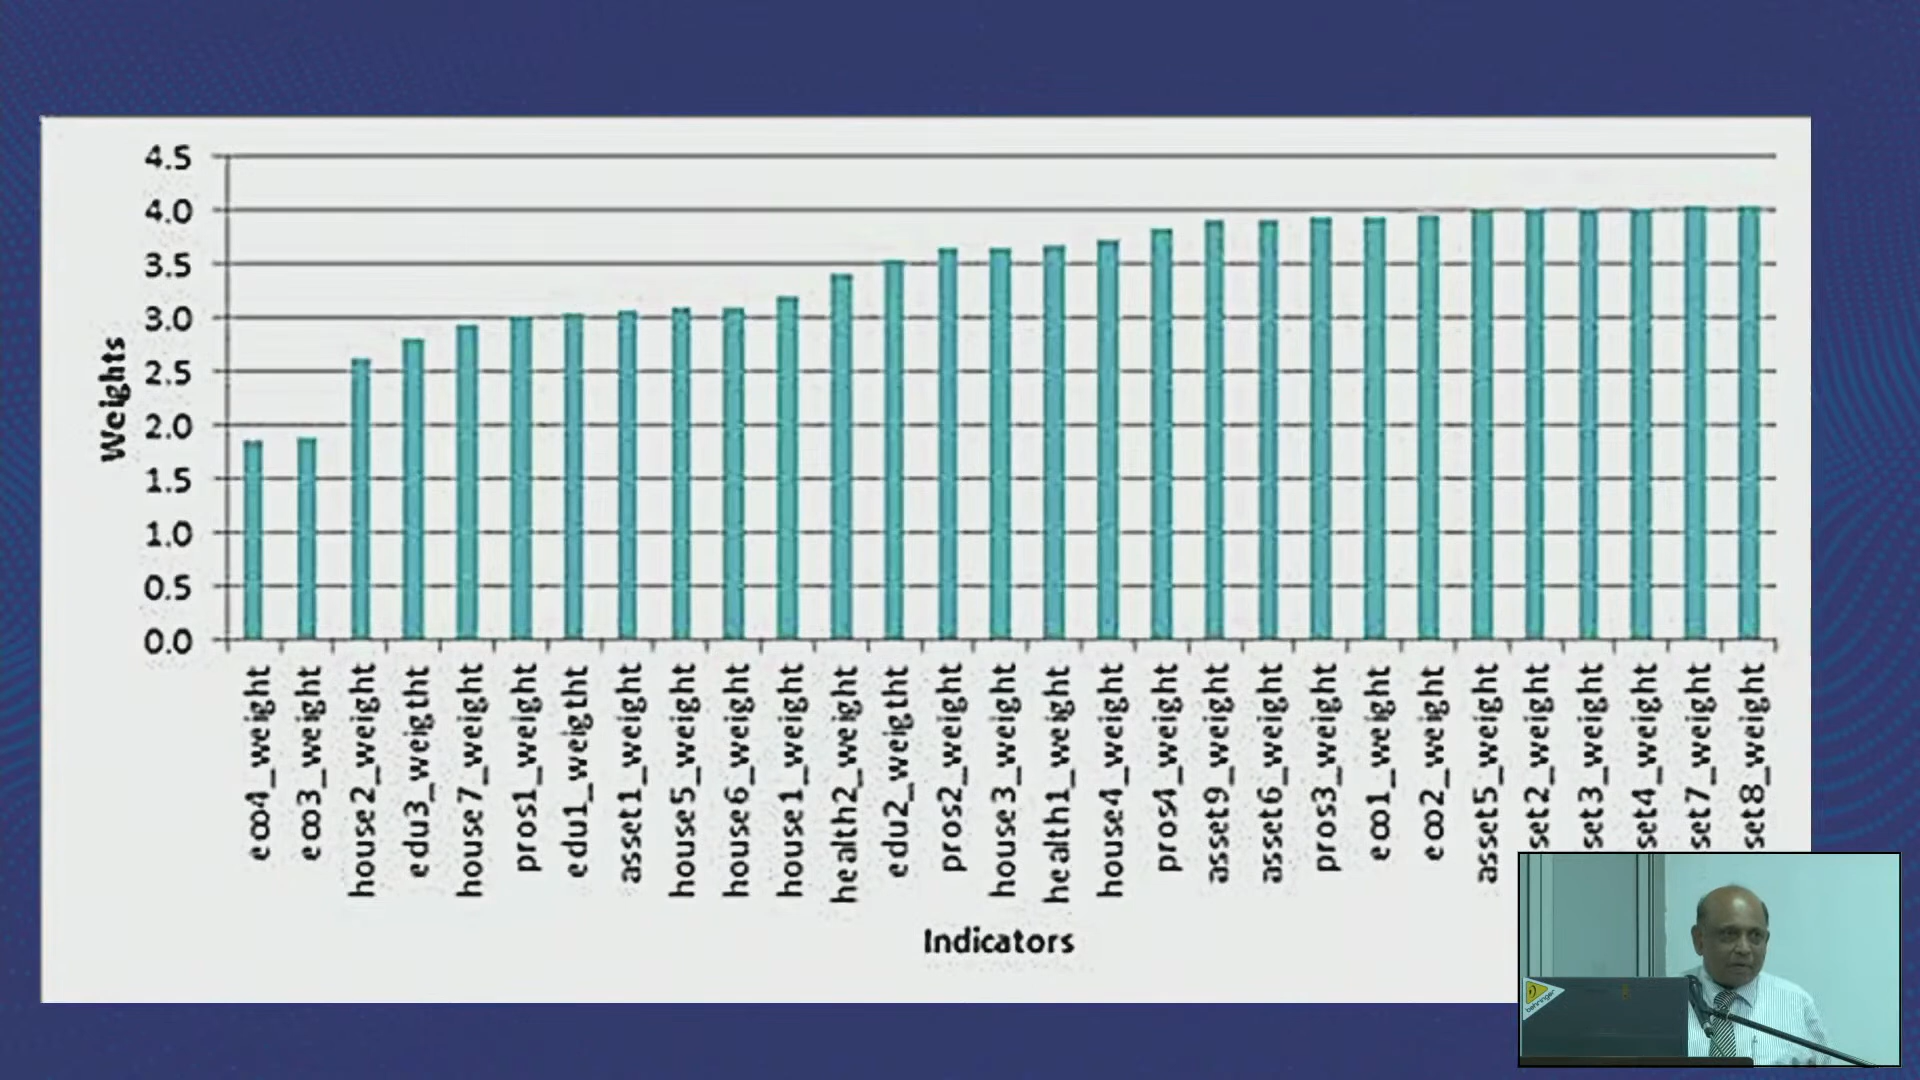 4.5
4.0
3.5
3.0
2.5
2.0
1.5
1.0
0.5
0.0
Weights
eco4_weight
eco3_weight
house2_weight
edu3_weigtht
house7_weight
pros1_weight
edu1_weigtht
asset1_weight
house5_weight
house6_weight
house1_weight
health2_weight
edu2_weigtht
pros2_weight
house3_weight
health1_weight
house4_weight
pros4_weight
asset9_weight
asset6_weight
pros3_weight
eco1_weight
eco2_weight
asset5_weight
set2_weight
set3_weight
set4_weight
set7_weight
set8_weight
Indicators
behringer